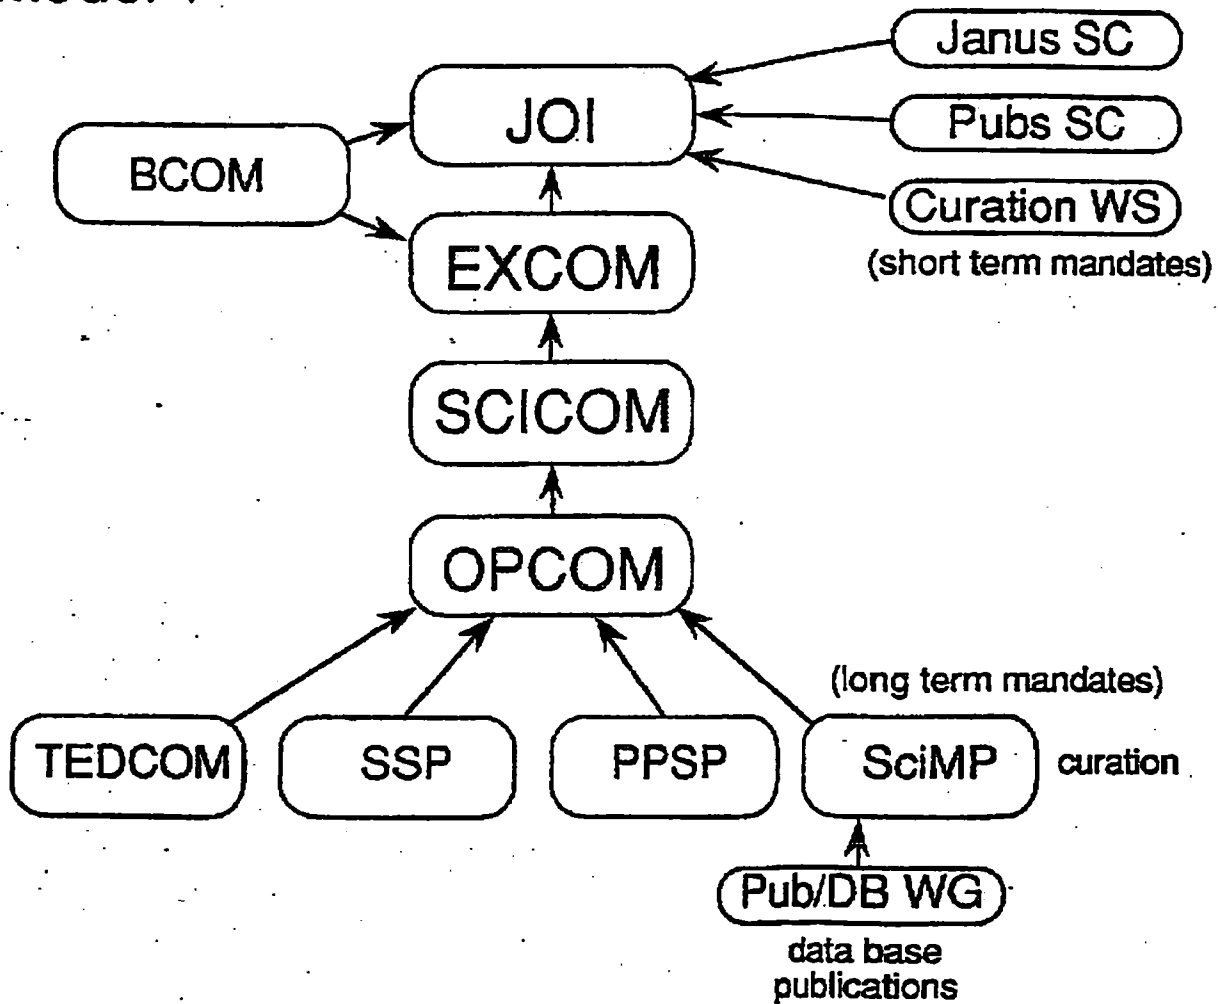 Janus SC
JOI
Pubs SC
BCOM
Curation WS
EXCOM
(short term mandates)
SCICOM
OPCOM
(long term mandates)
TEDCOM
SSP
PPSP
SciMP
curation
Pub/DB WG
data base
publications